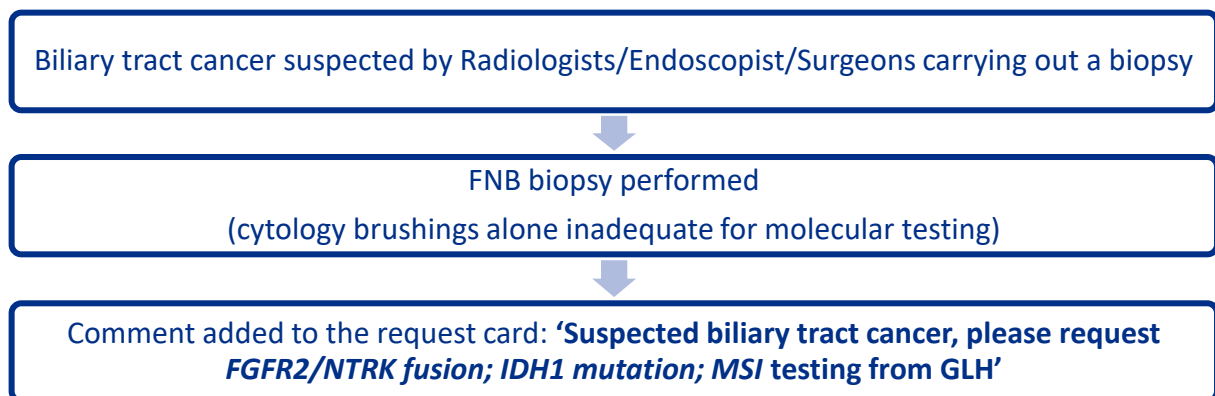 Biliary tract cancer suspected by Radiologists/Endoscopist/Surgeons carrying out a biopsy
FNB biopsy performed
(cytology brushings alone inadequate for molecular testing)
Comment added to the request card: ‘Suspected biliary tract cancer, please request
FGFR2/NTRK fusion; IDH1 mutation; MSI testing from GLH’